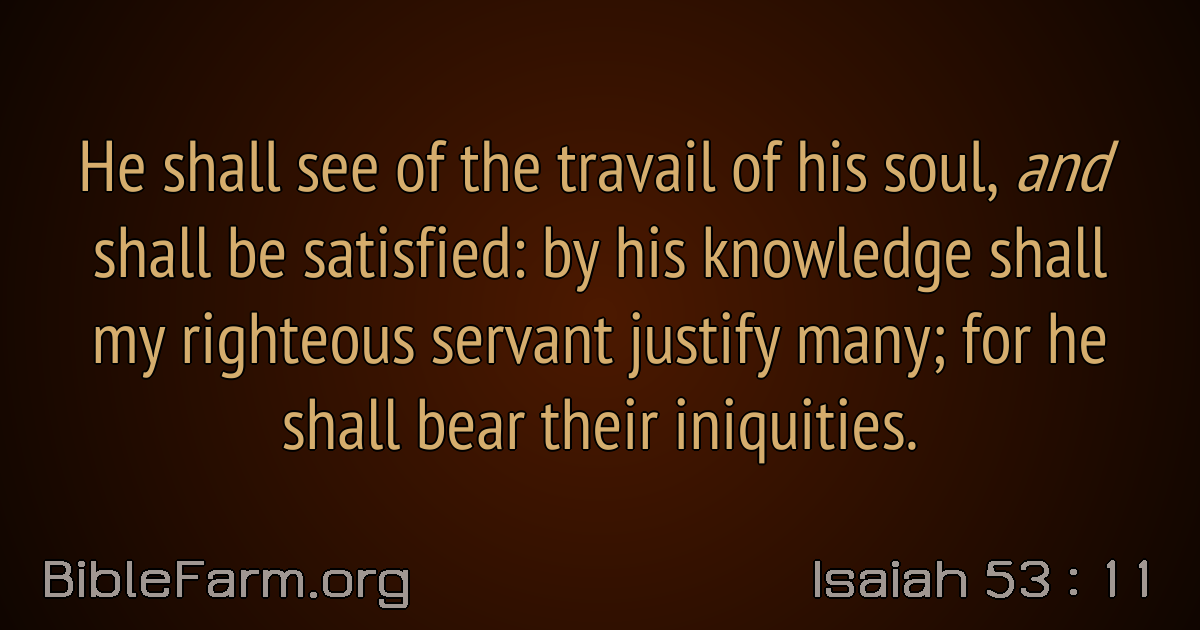 He shall see of the travail of his soul, and
shall be satisfied: by his knowledge shall
my righteous servant justify many; for he
shall bear their iniquities.
BibleFarm.org
Isaiah 53 : 11